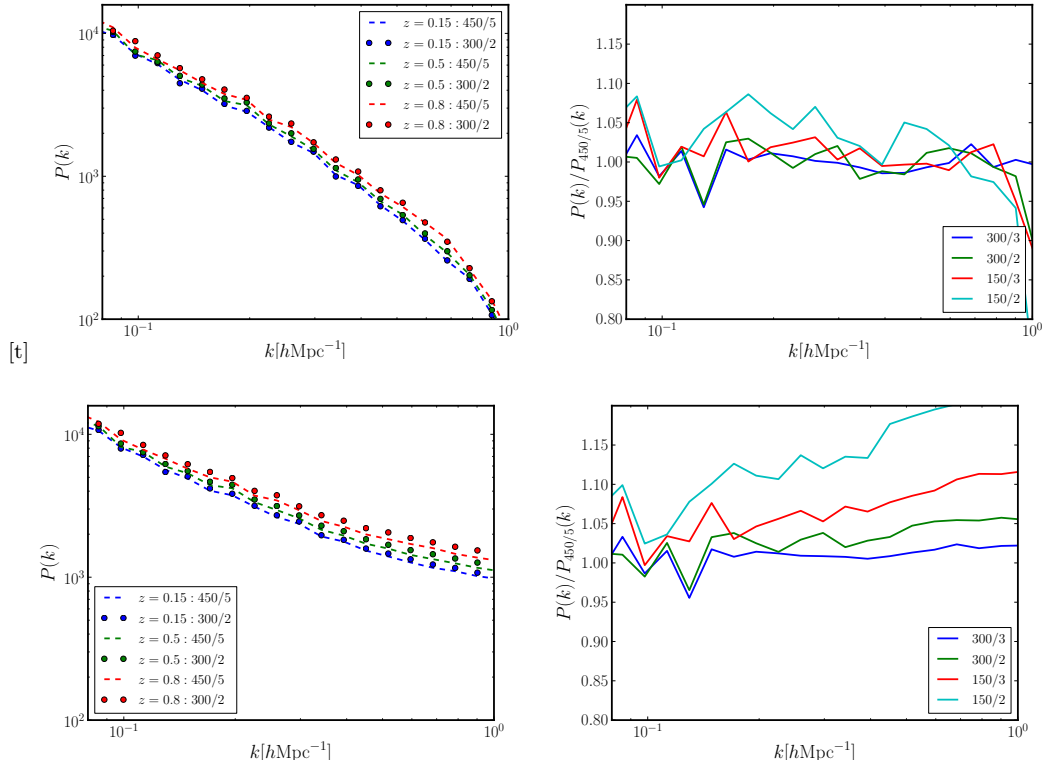 10^4
10^3
10^2
P(k)
10^{-1}
10^0
k[hMpc^{-1}]
z = 0.15 : 450/5
z = 0.15 : 300/2
z = 0.5 : 450/5
z = 0.5 : 300/2
z = 0.8 : 450/5
z = 0.8 : 300/2
1.15
1.10
1.05
1.00
0.95
0.90
0.85
0.80
P(k)/P_{450/5}(k)
10^{-1}
10^0
k[hMpc^{-1}]
300/3
300/2
150/3
150/2
[t]
10^4
10^3
10^2
P(k)
10^{-1}
10^0
k[hMpc^{-1}]
z = 0.15 : 450/5
z = 0.15 : 300/2
z = 0.5 : 450/5
z = 0.5 : 300/2
z = 0.8 : 450/5
z = 0.8 : 300/2
1.15
1.10
1.05
1.00
0.95
0.90
0.85
0.80
P(k)/P_{450/5}(k)
10^{-1}
10^0
k[hMpc^{-1}]
300/3
300/2
150/3
150/2